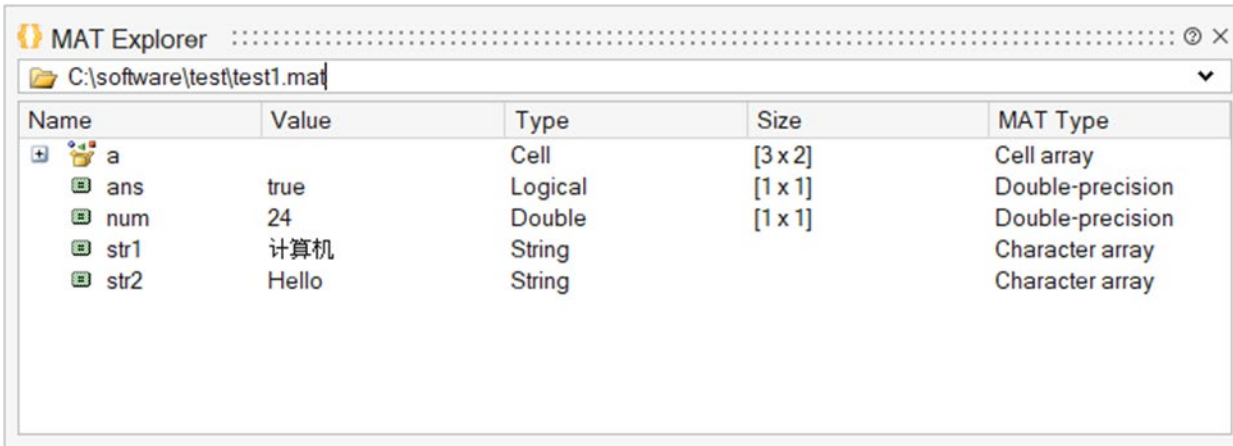 MAT Explorer
C:\software\test\test1.mat
Name Value Type Size MAT Type
a Cell [3 x 2] Cell array
ans true Logical [1 x 1] Double-precision
num 24 Double [1 x 1] Double-precision
str1 计算机 String Character array
str2 Hello String Character array